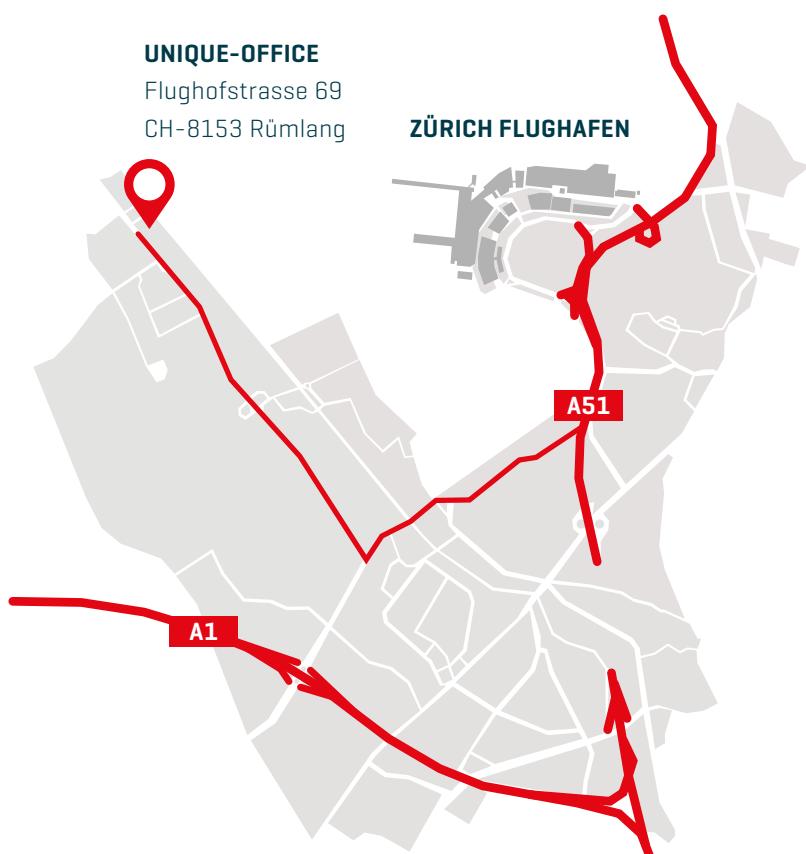 UNIQUE-OFFICE
Flughofstrasse 69
CH-8153 Rümlang
ZÜRICH FLUGHAFEN
A51
A1